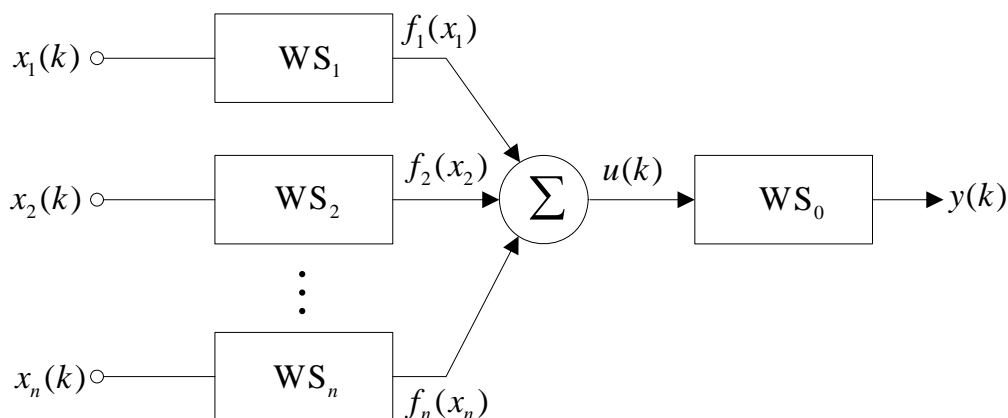 x₁(k) WS₁ f₁(x₁)
x₂(k) WS₂ f₂(x₂) Σ u(k) WS₀ y(k)
⋮
xₙ(k) WSₙ fₙ(xₙ)